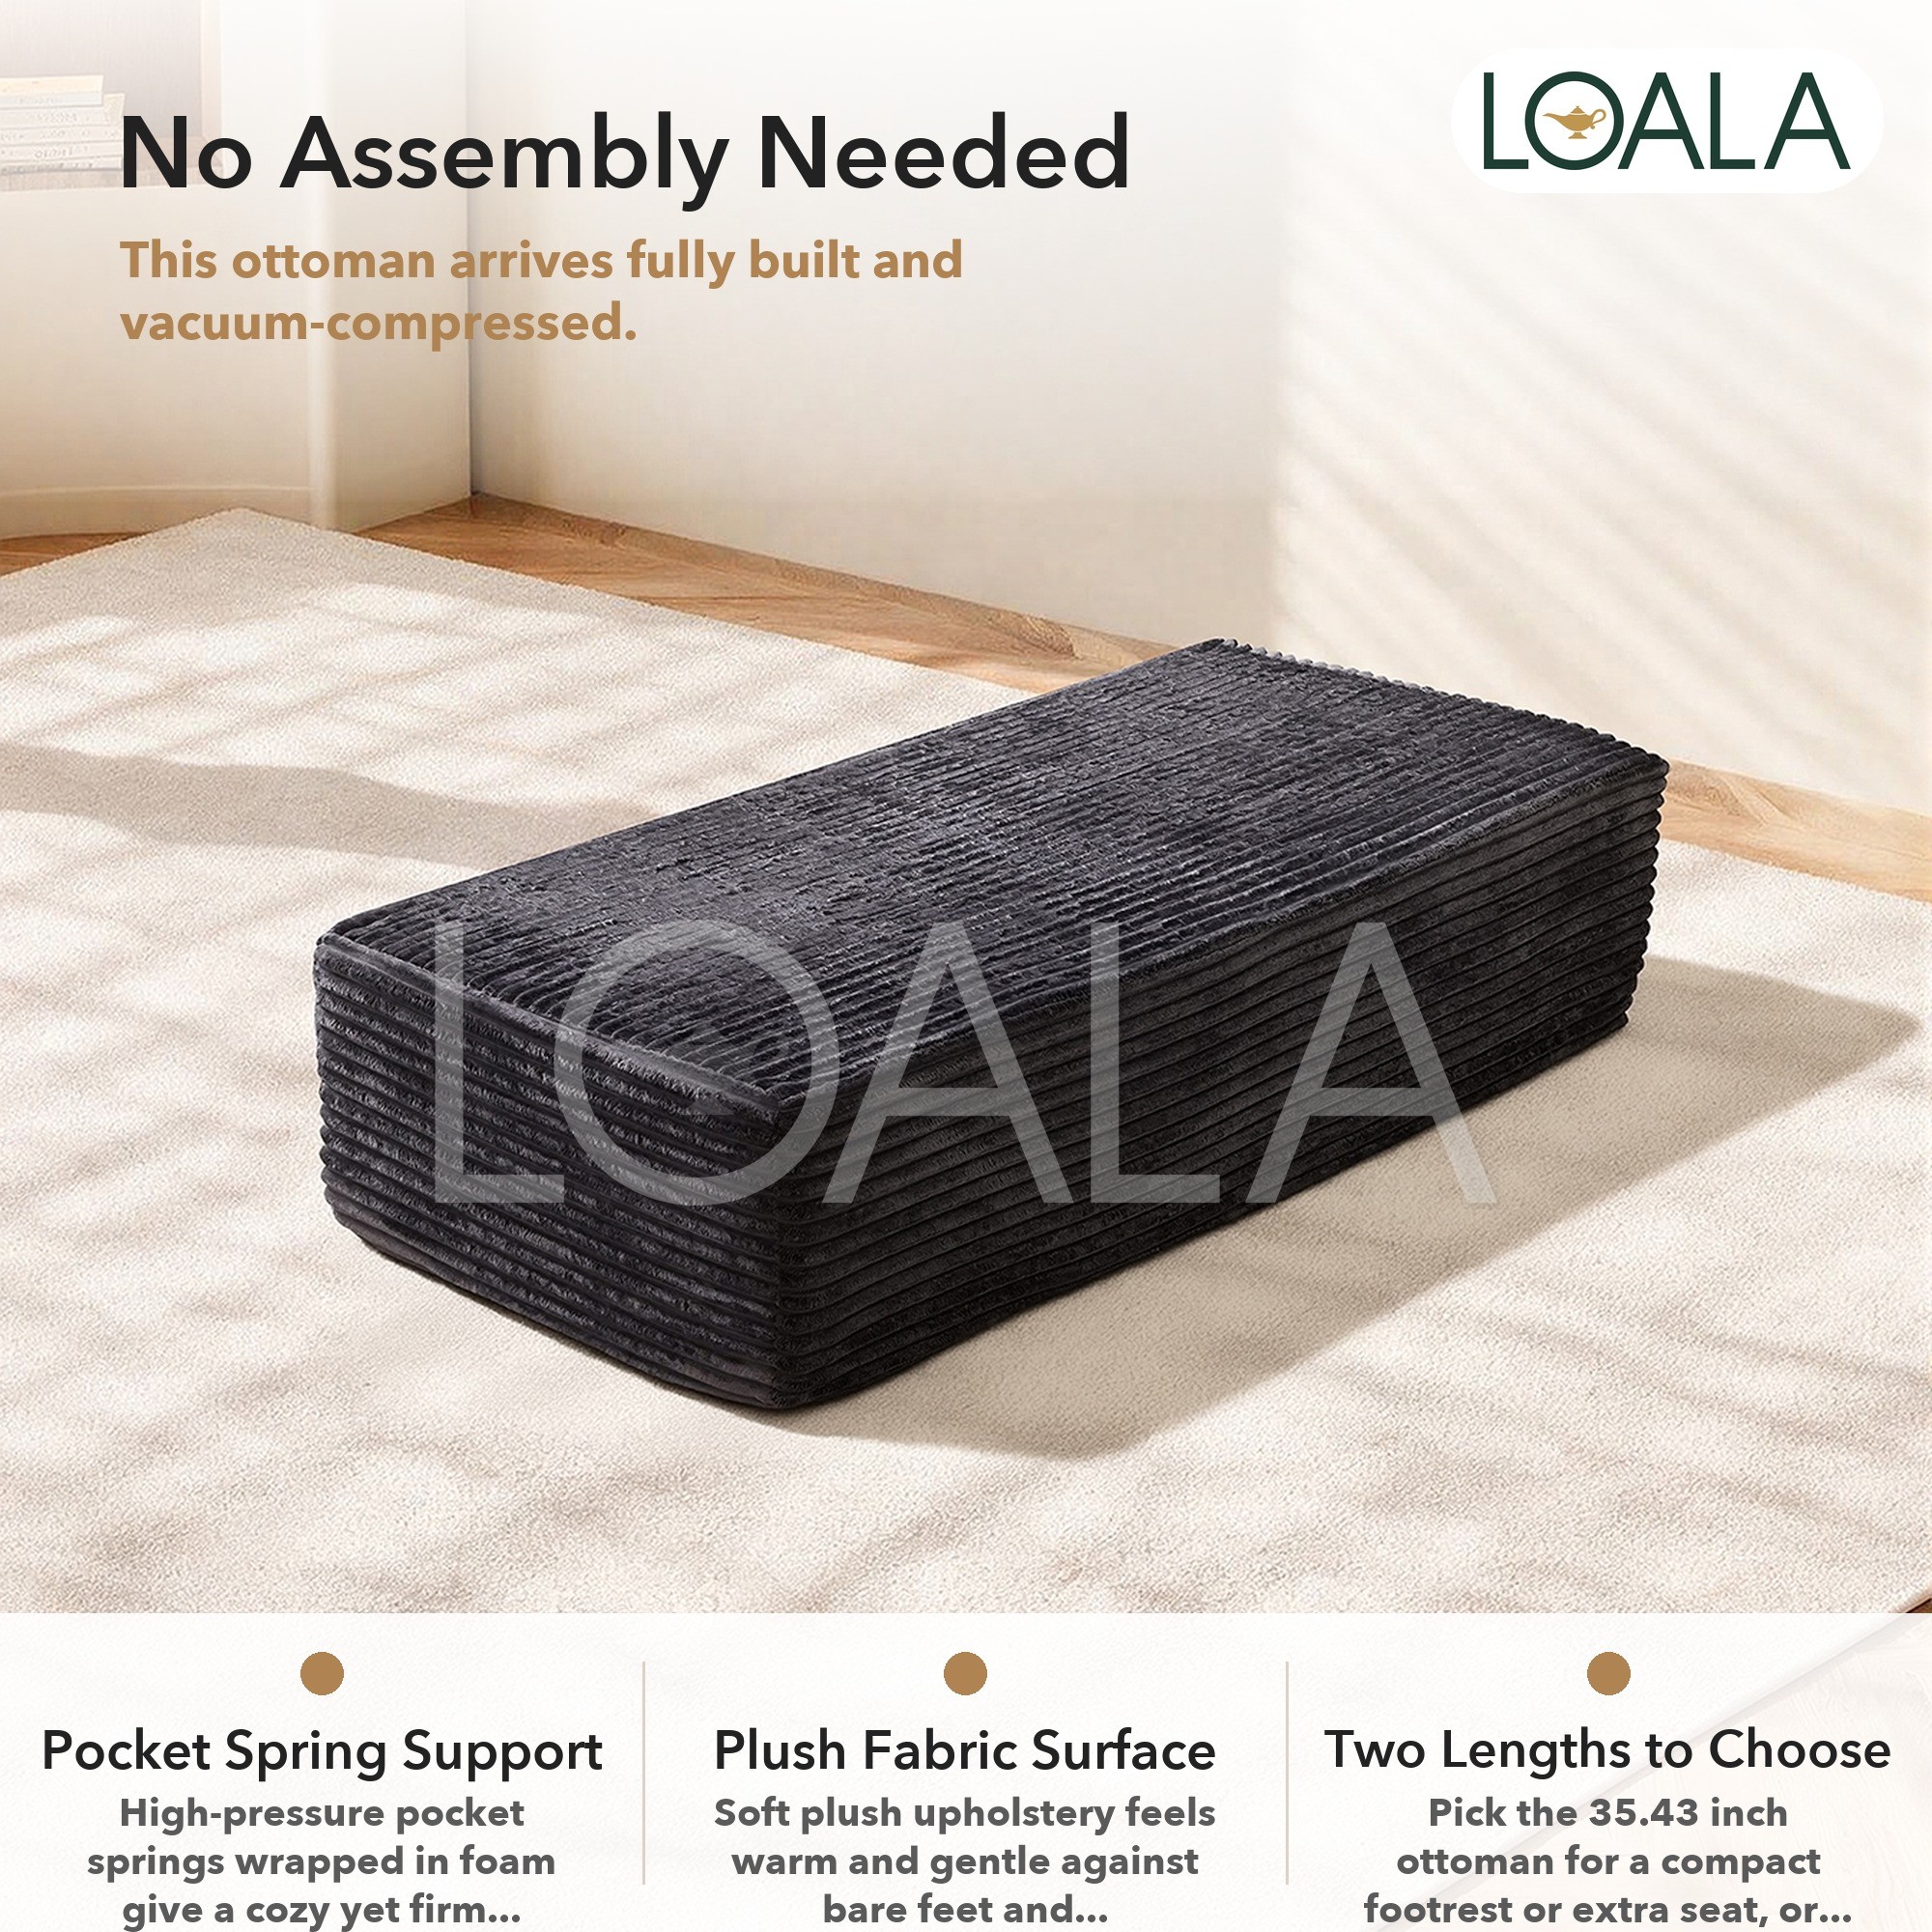 LOALA
No Assembly Needed
This ottoman arrives fully built and
vacuum-compressed.
LOALA
Pocket Spring Support
High-pressure pocket
springs wrapped in foam
give a cozy yet firm...
Plush Fabric Surface
Soft plush upholstery feels
warm and gentle against
bare feet and...
Two Lengths to Choose
Pick the 35.43 inch
ottoman for a compact
footrest or extra seat, or...